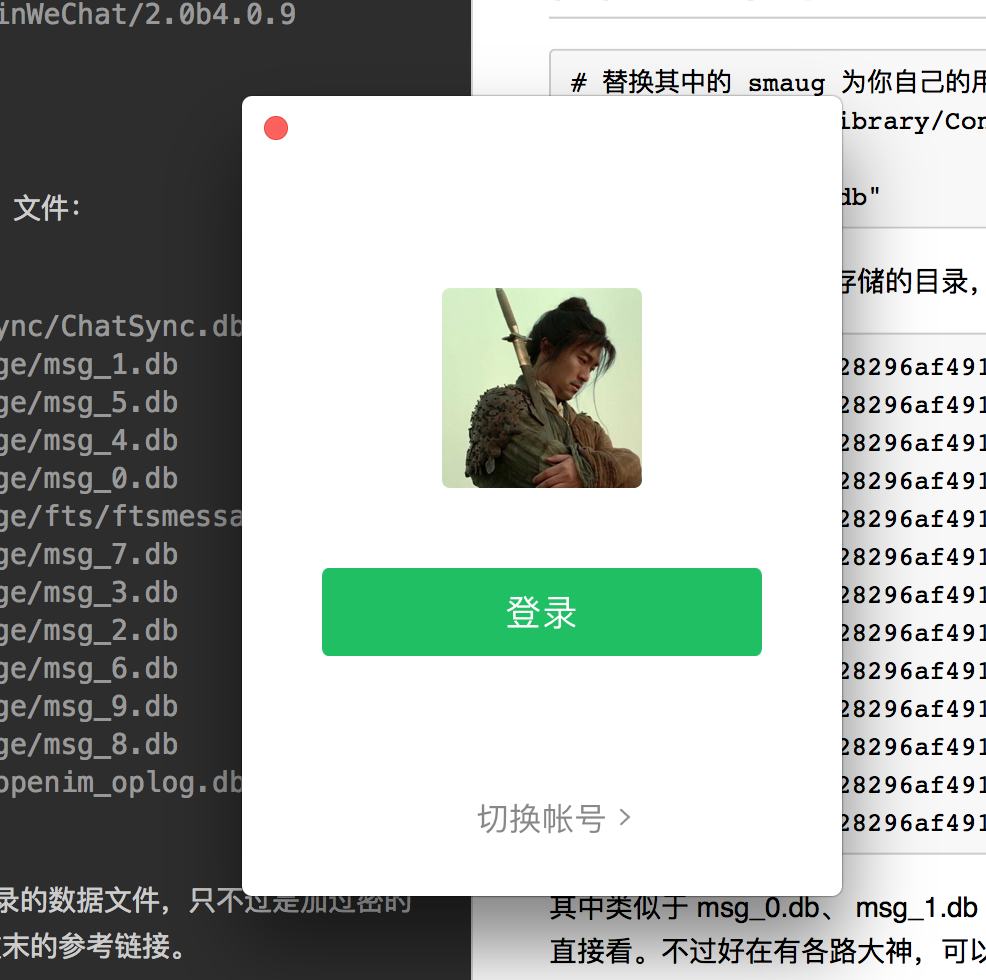 inWeChat/2.0b4.0.9
文件：
ync/ChatSync.db
ge/msg_1.db
ge/msg_5.db
ge/msg_4.db
ge/msg_0.db
ge/fts/ftsmessa
ge/msg_7.db
ge/msg_3.db
ge/msg_2.db
ge/msg_6.db
ge/msg_9.db
ge/msg_8.db
openim_oplog.db
录的数据文件，只不过是加过密的
末的参考链接。
登录
切换帐号 >
# 替换其中的 smaug 为你自己的用
ibrary/Con
db"
存储的目录，
28296af491
28296af491
28296af491
28296af491
28296af491
28296af491
28296af491
28296af491
28296af491
28296af491
28296af491
28296af491
28296af491
其中类似于 msg_0.db、 msg_1.db
直接看。不过好在有各路大神，可以